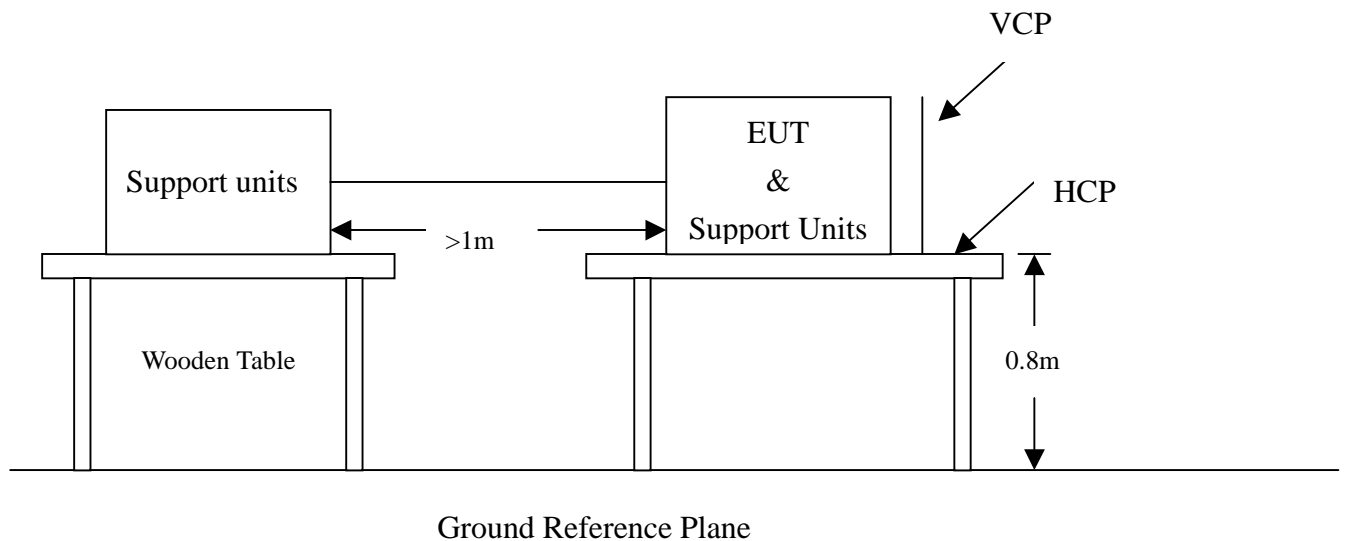 VCP
EUT
Support units
&
HCP
Support Units
>1m
Wooden Table
0.8m
Ground Reference Plane